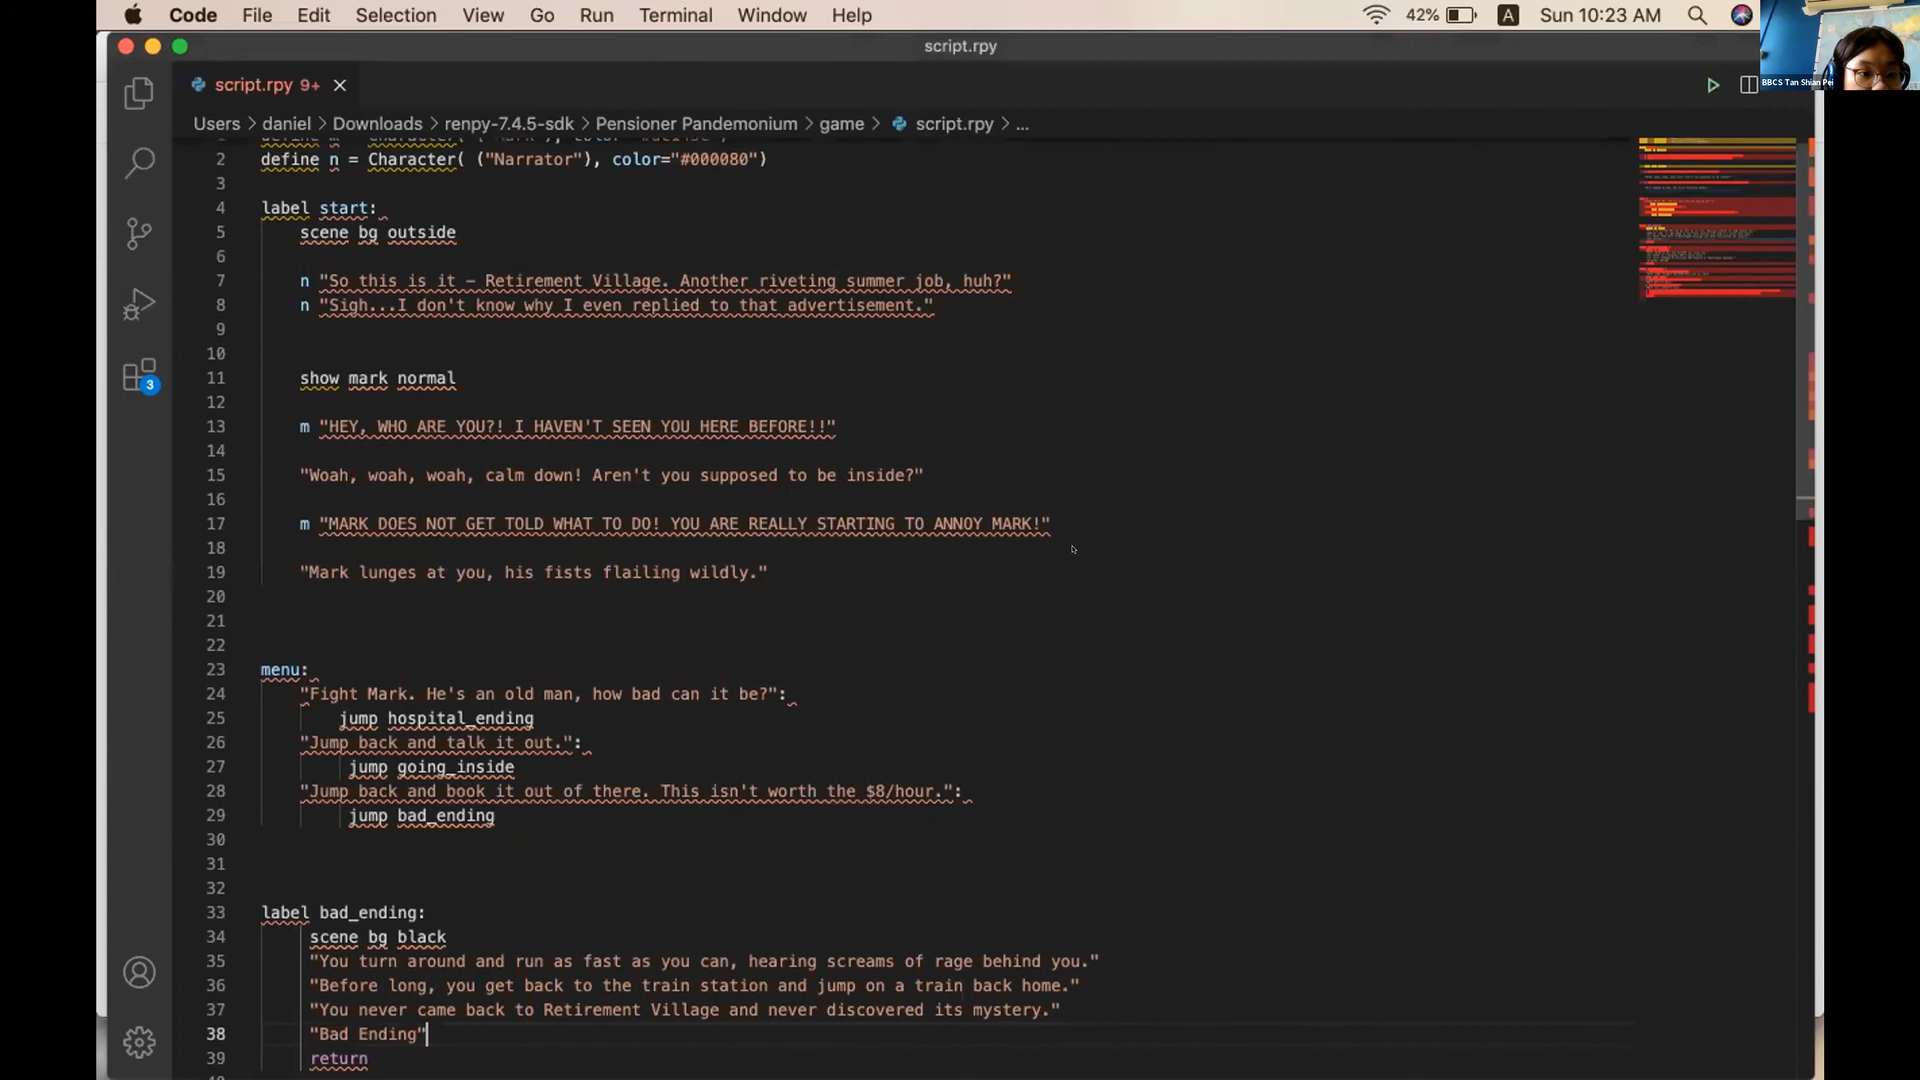 Code File Edit Selection View Go Run Terminal Window Help 42% A Sun 10:23 AM
script.rpy
BBCS Tan Shian Pei
script.rpy 9+
Users > daniel > Downloads > renpy-7.4.5-sdk > Pensioner Pandemonium > game > script.rpy > ...
1
2 define n = Character( ("Narrator"), color="#000080")
3
4 label start:
5 scene bg outside
6
7 n "So this is it – Retirement Village. Another riveting summer job, huh?"
8 n "Sigh...I don't know why I even replied to that advertisement."
9
10
11 show mark normal
12
13 m "HEY, WHO ARE YOU?! I HAVEN'T SEEN YOU HERE BEFORE!!"
14
15 "Woah, woah, woah, calm down! Aren't you supposed to be inside?"
16
17 m "MARK DOES NOT GET TOLD WHAT TO DO! YOU ARE REALLY STARTING TO ANNOY MARK!"
18
19 "Mark lunges at you, his fists flailing wildly."
20
21
22
23 menu:
24 "Fight Mark. He's an old man, how bad can it be?":
25 jump hospital_ending
26 "Jump back and talk it out.":
27 jump going_inside
28 "Jump back and book it out of there. This isn't worth the $8/hour.":
29 jump bad_ending
30
31
32
33 label bad_ending:
34 scene bg black
35 "You turn around and run as fast as you can, hearing screams of rage behind you."
36 "Before long, you get back to the train station and jump on a train back home."
37 "You never came back to Retirement Village and never discovered its mystery."
38 "Bad Ending"
39 return
3